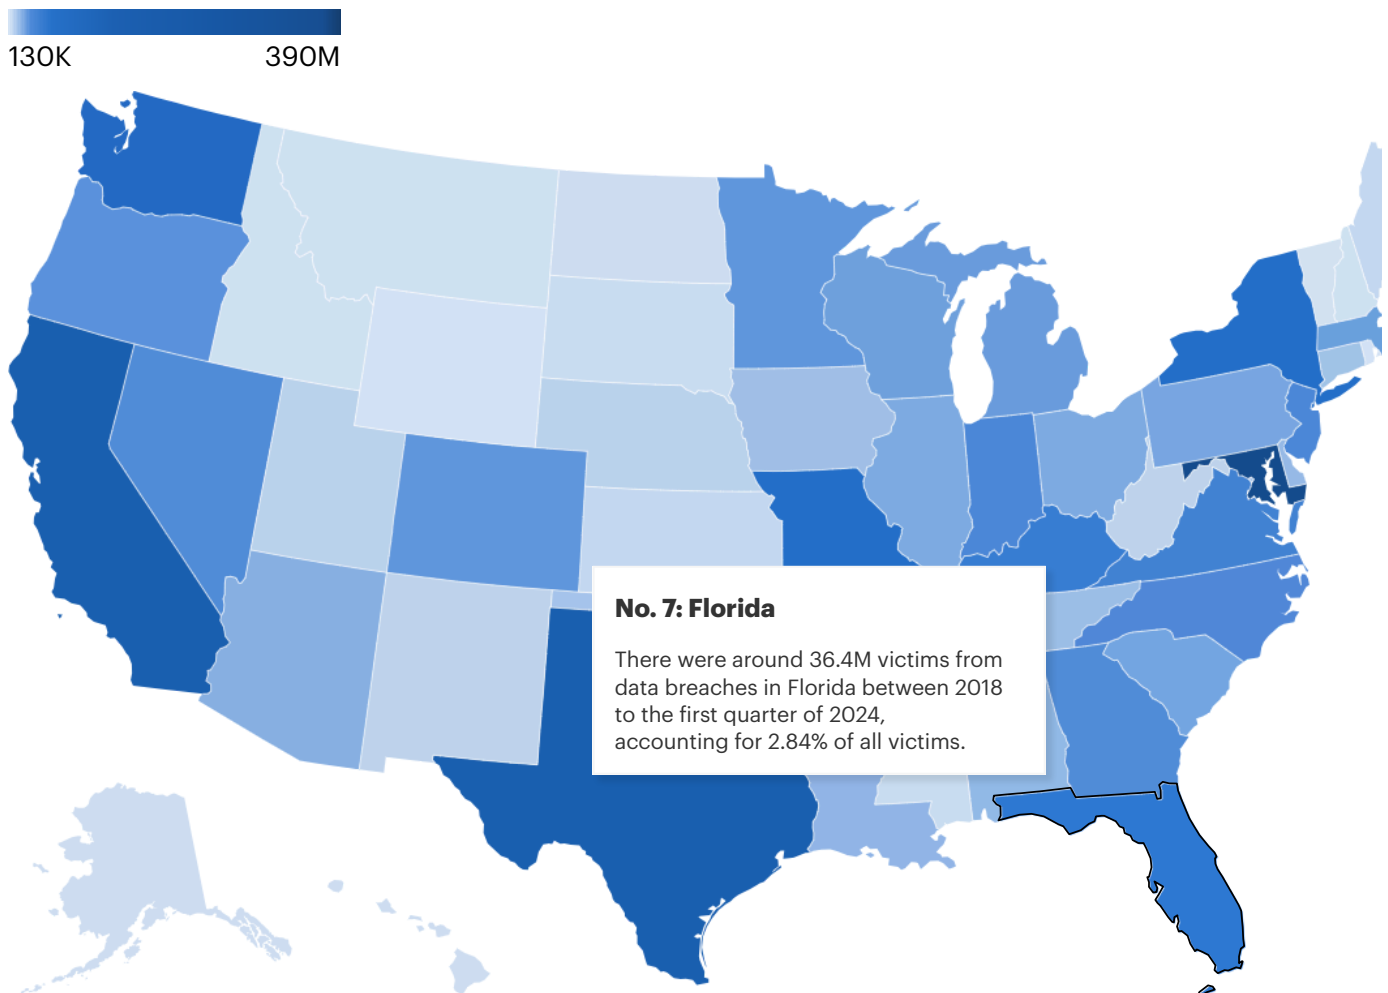 130K 390M
No. 7: Florida
There were around 36.4M victims from
data breaches in Florida between 2018
to the first quarter of 2024,
accounting for 2.84% of all victims.